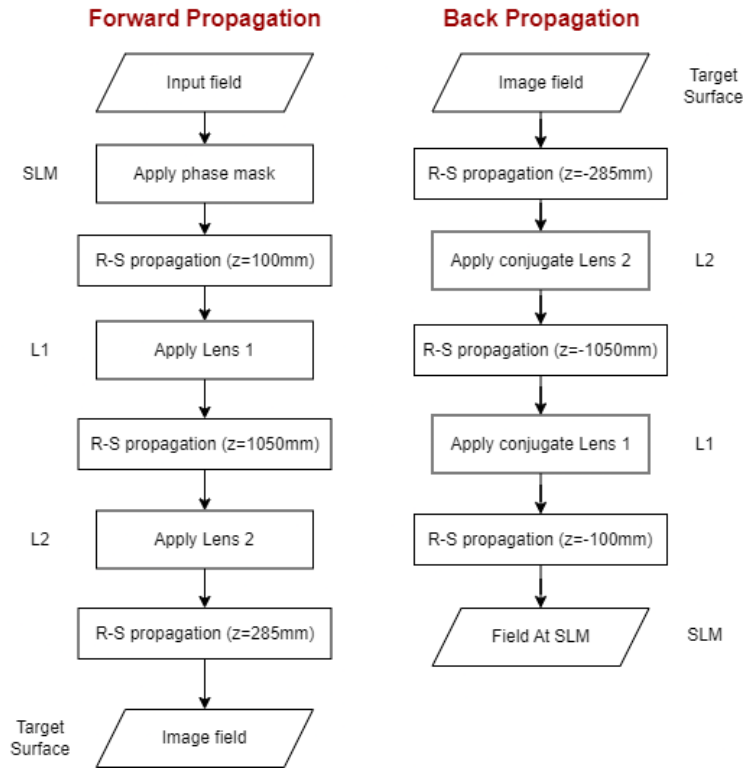 Forward Propagation
Input field
SLM
Apply phase mask
R-S propagation (z=100mm)
L1
Apply Lens 1
R-S propagation (z=1050mm)
L2
Apply Lens 2
R-S propagation (z=285mm)
Target
Surface
Image field
Back Propagation
Image field
Target
Surface
R-S propagation (z=-285mm)
Apply conjugate Lens 2
L2
R-S propagation (z=-1050mm)
Apply conjugate Lens 1
L1
R-S propagation (z=-100mm)
Field At SLM
SLM